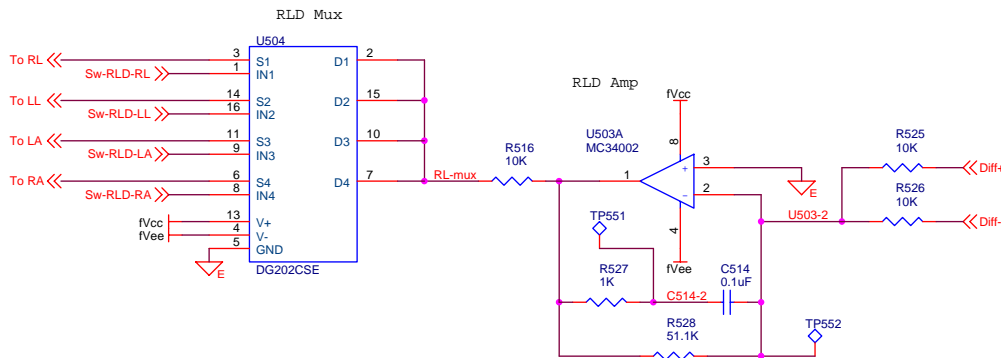 RLD Mux
U504
To RL
3
S1
D1
2
Sw-RLD-RL
1
IN1
To LL
14
S2
D2
15
Sw-RLD-LL
16
IN2
To LA
11
S3
D3
10
Sw-RLD-LA
9
IN3
To RA
6
S4
D4
7
Sw-RLD-RA
8
IN4
fVcc
13
V+
fVee
4
V-
5
GND
E
DG202CSE
RL-mux
R516
10K
RLD Amp
fVcc
U503A
MC34002
8
1
+
3
-
2
4
fVee
E
R525
10K
Diff+
R526
10K
Diff-
U503-2
TP551
R527
1K
C514-2
C514
0.1uF
R528
51.1K
TP552